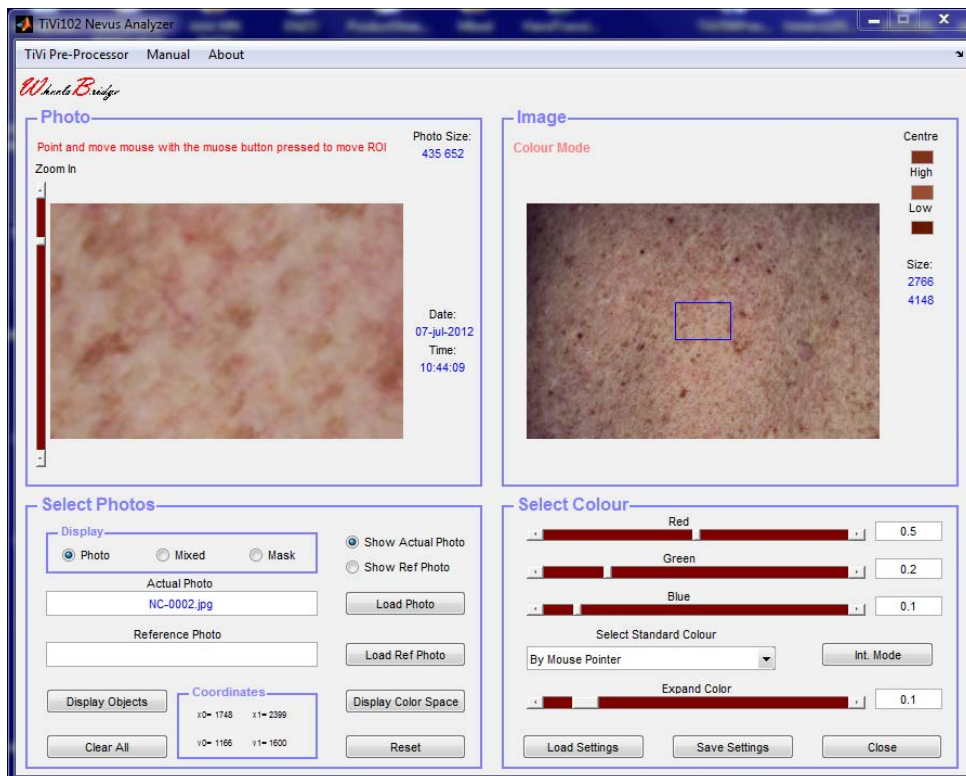 TiVi102 Nevus Analyzer
TiVi Pre-Processor Manual About
WheelsBridge
Photo
Point and move mouse with the muose button pressed to move ROI
Photo Size:
435 652
Zoom In
Date:
07-jul-2012
Time:
10:44:09
Image
Colour Mode
Centre
High
Low
Size:
2766
4148
Select Photos
Display
Photo Mixed Mask
Show Actual Photo
Show Ref Photo
Actual Photo
NC-0002.jpg
Load Photo
Reference Photo
Load Ref Photo
Display Objects
Coordinates
x0= 1748 x1= 2399
y0= 1166 y1= 1600
Display Color Space
Clear All
Reset
Select Colour
Red
0.5
Green
0.2
Blue
0.1
Select Standard Colour
By Mouse Pointer
Int. Mode
Expand Color
0.1
Load Settings Save Settings Close